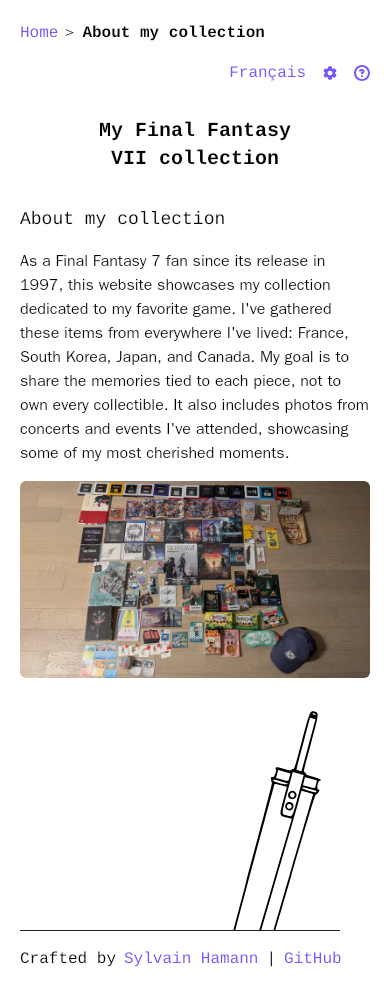 Home > About my collection
Français
My Final Fantasy
VII collection
About my collection
As a Final Fantasy 7 fan since its release in
1997, this website showcases my collection
dedicated to my favorite game. I've gathered
these items from everywhere I've lived: France,
South Korea, Japan, and Canada. My goal is to
share the memories tied to each piece, not to
own every collectible. It also includes photos from
concerts and events I've attended, showcasing
some of my most cherished moments.
Crafted by Sylvain Hamann | GitHub